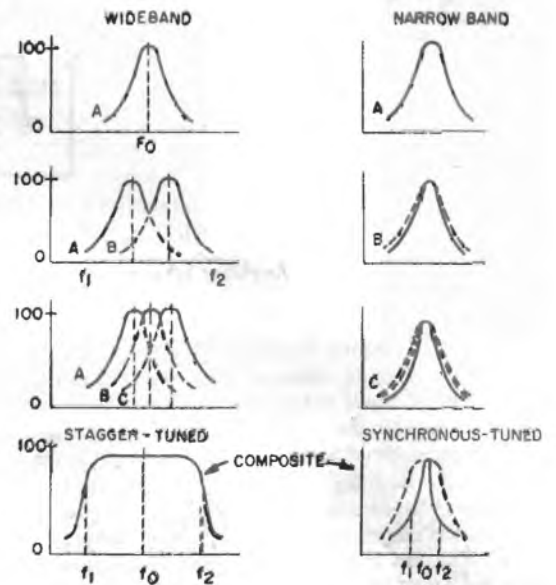 WIDEBAND
NARROW BAND
100
A
0
F0
A
100
A
B
0
f1
f2
B
100
A
B
C
0
C
STAGGER-TUNED
SYNCHRONOUS-TUNED
100
COMPOSITE
0
f1
f0
f2
f1
f0
f2